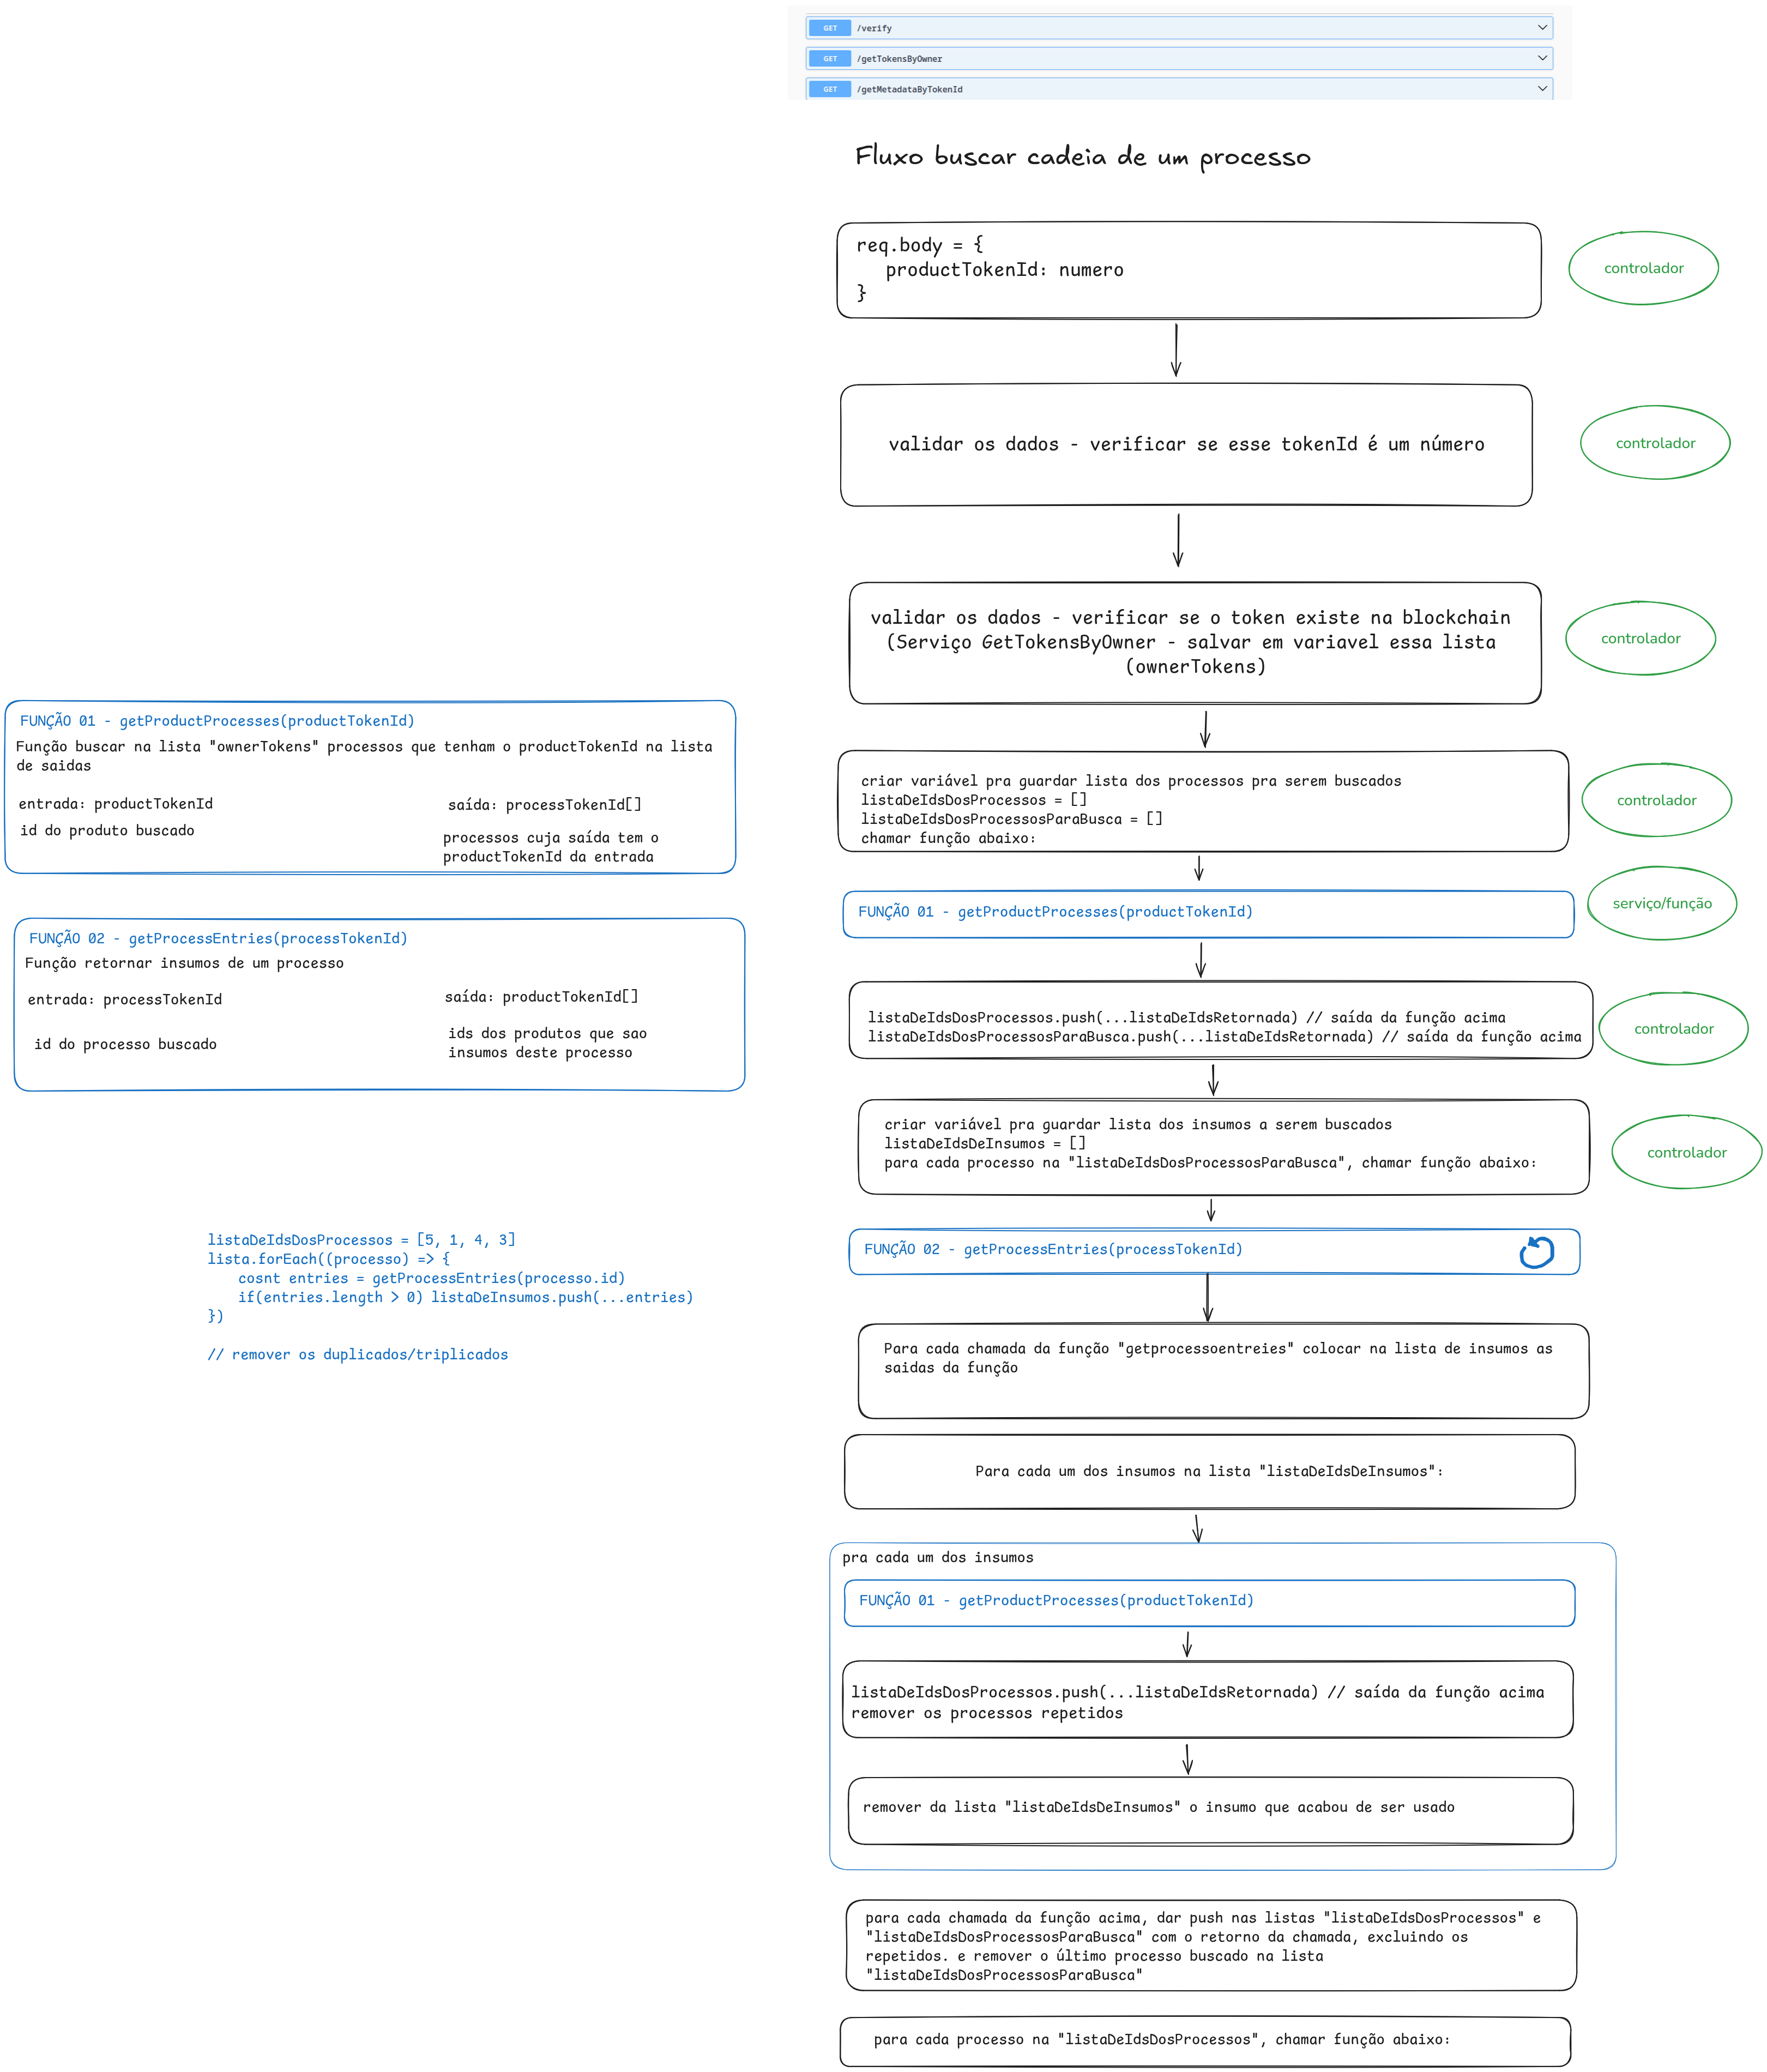 GET /verify
GET /getTokensByOwner
GET /getMetadataByTokenId
Fluxo buscar cadeia de um processo
req.body = {
productTokenId: numero
}
controlador
validar os dados - verificar se esse tokenId é um número
controlador
validar os dados - verificar se o token existe na blockchain
(Serviço GetTokensByOwner - salvar em variavel essa lista
(ownerTokens)
controlador
FUNÇÃO 01 - getProductProcesses(productTokenId)
Função buscar na lista "ownerTokens" processos que tenham o productTokenId na lista
de saidas
entrada: productTokenId
id do produto buscado
saída: processTokenId[]
processos cuja saída tem o
productTokenId da entrada
criar variável pra guardar lista dos processos pra serem buscados
listaDeIdsDosProcessos = []
listaDeIdsDosProcessosParaBusca = []
chamar função abaixo:
controlador
FUNÇÃO 01 - getProductProcesses(productTokenId)
serviço/função
FUNÇÃO 02 - getProcessEntries(processTokenId)
Função retornar insumos de um processo
entrada: processTokenId
id do processo buscado
saída: productTokenId[]
ids dos produtos que sao
insumos deste processo
listaDeIdsDosProcessos.push(...listaDeIdsRetornada) // saída da função acima
listaDeIdsDosProcessosParaBusca.push(...listaDeIdsRetornada) // saída da função acima
controlador
criar variável pra guardar lista dos insumos a serem buscados
listaDeIdsDeInsumos = []
para cada processo na "listaDeIdsDosProcessosParaBusca", chamar função abaixo:
controlador
FUNÇÃO 02 - getProcessEntries(processTokenId)
listaDeIdsDosProcessos = [5, 1, 4, 3]
lista.forEach((processo) => {
cosnt entries = getProcessEntries(processo.id)
if(entries.length > 0) listaDeInsumos.push(...entries)
})
// remover os duplicados/triplicados
Para cada chamada da função "getprocessoentreies" colocar na lista de insumos as
saidas da função
Para cada um dos insumos na lista "listaDeIdsDeInsumos":
pra cada um dos insumos
FUNÇÃO 01 - getProductProcesses(productTokenId)
listaDeIdsDosProcessos.push(...listaDeIdsRetornada) // saída da função acima
remover os processos repetidos
remover da lista "listaDeIdsDeInsumos" o insumo que acabou de ser usado
para cada chamada da função acima, dar push nas listas "listaDeIdsDosProcessos" e
"listaDeIdsDosProcessosParaBusca" com o retorno da chamada, excluindo os
repetidos. e remover o último processo buscado na lista
"listaDeIdsDosProcessosParaBusca"
para cada processo na "listaDeIdsDosProcessos", chamar função abaixo: